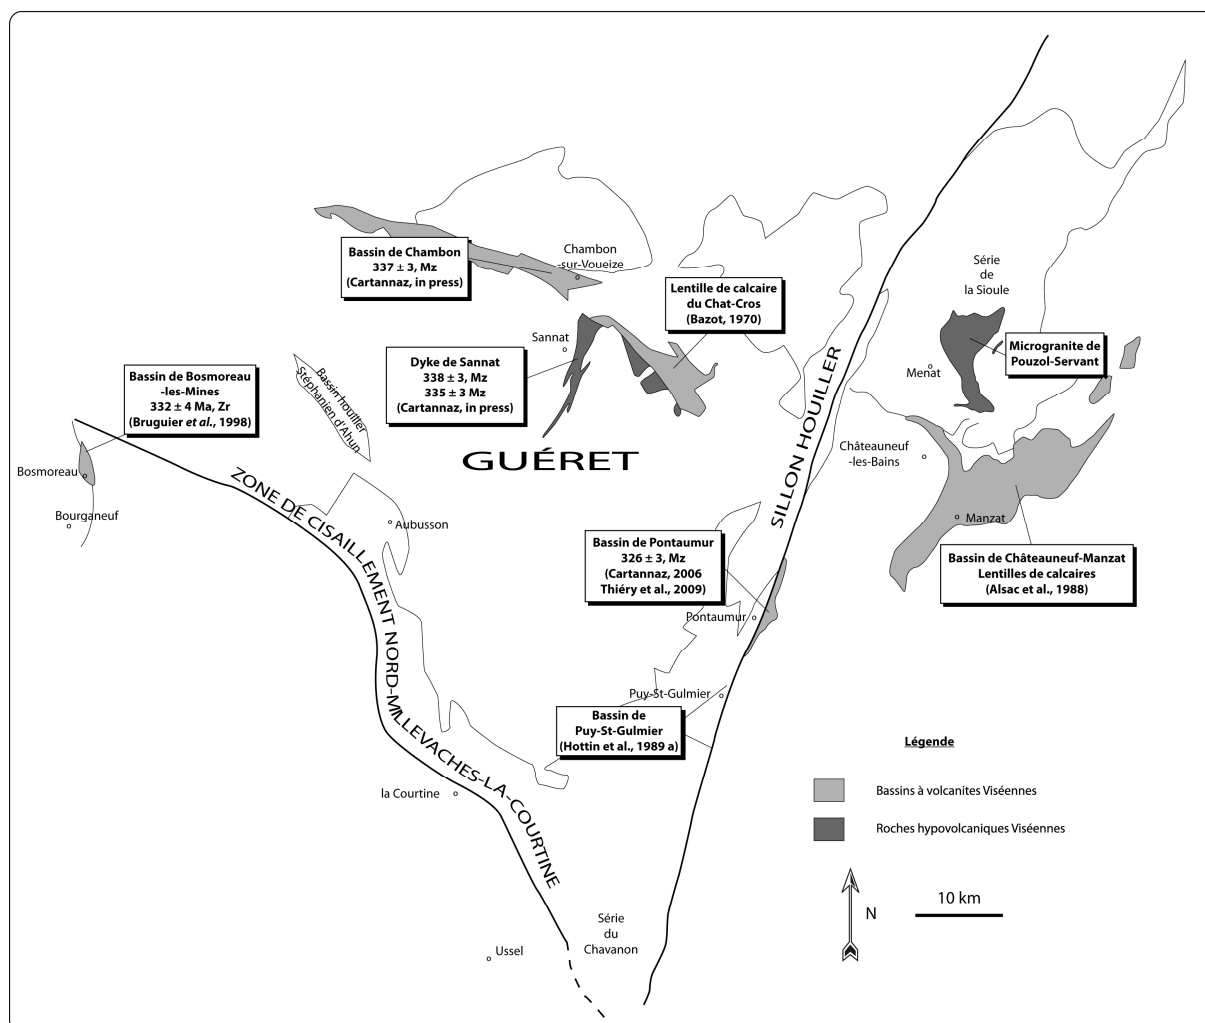 Bassin de Chambon
337 ± 3, Mz
(Cartannaz, in press)
Chambon
-sur-Voueize
Lentille de calcaire
du Chat-Cros
(Bazot, 1970)
Série
de
la Sioule
Sannat
Dyke de Sannat
338 ± 3, Mz
335 ± 3 Mz
(Cartannaz, in press)
Microgranite de
Pouzol-Servant
Menat
Bassin de Bosmoreau
-les-Mines
332 ± 4 Ma, Zr
(Bruguier et al., 1998)
Bassin houiller
Stéphanien d'Ahun
GUÉRET
SILLON HOUILLER
Châteauneuf
-les-Bains
Bosmoreau
Bourganeuf
ZONE DE CISAILLEMENT NORD-MILLEVACHES-LA-COURTINE
Aubusson
Manzat
Bassin de Pontaumur
326 ± 3, Mz
(Cartannaz, 2006
Thiéry et al., 2009)
Bassin de Châteauneuf-Manzat
Lentilles de calcaires
(Alsac et al., 1988)
Pontaumur
Puy-St-Gulmier
Bassin de
Puy-St-Gulmier
(Hottin et al., 1989 a)
la Courtine
Légende
Bassins à volcanites Viséennes
Roches hypovolcaniques Viséennes
N
10 km
Série
du
Chavanon
Ussel